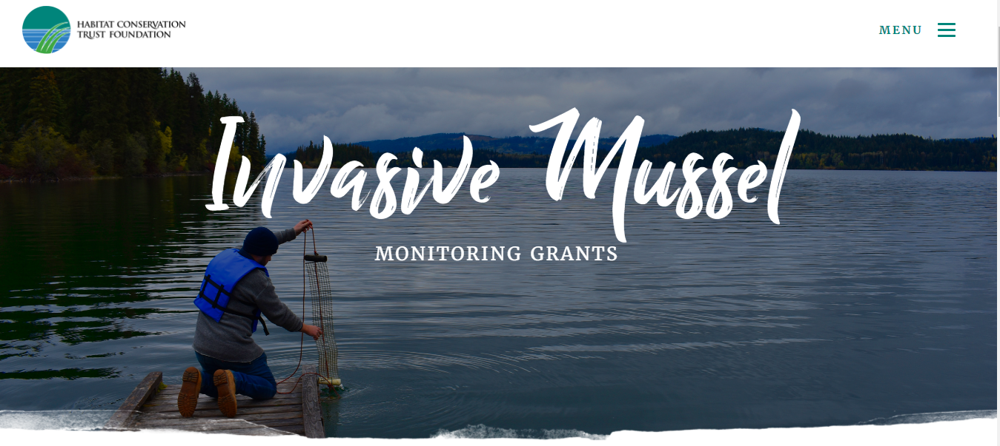 HABITAT CONSERVATION
TRUST FOUNDATION
MENU
Invasive Mussel
MONITORING GRANTS